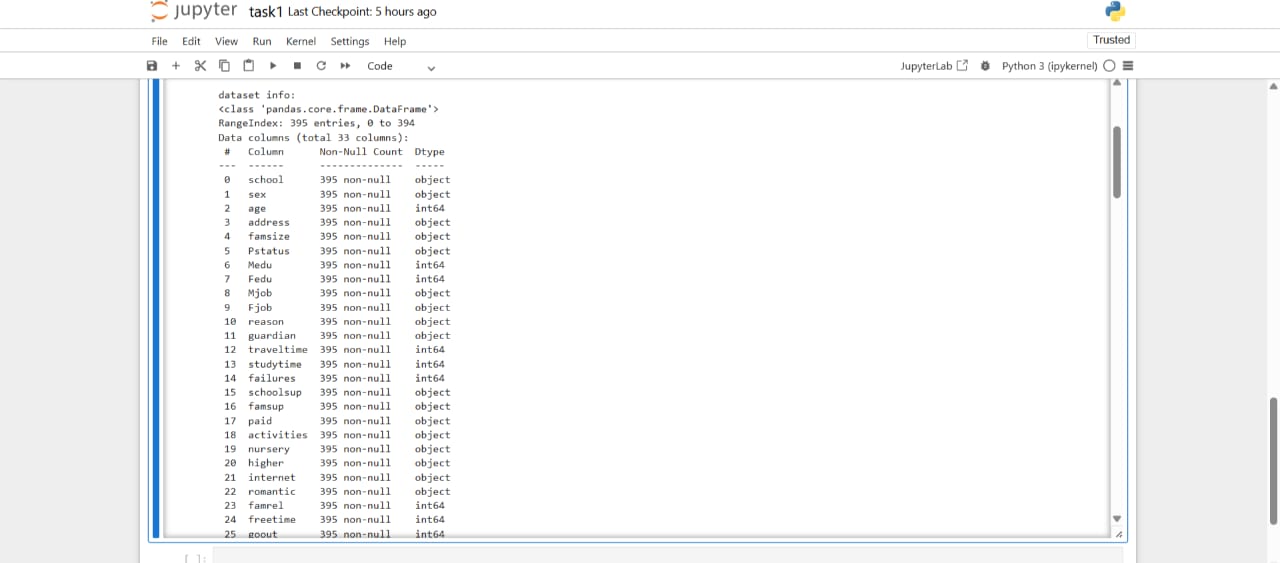 jupyter task1 Last Checkpoint: 5 hours ago
File Edit View Run Kernel Settings Help Trusted
Code JupyterLab Python 3 (ipykernel)
dataset info:
<class 'pandas.core.frame.DataFrame'>
RangeIndex: 395 entries, 0 to 394
Data columns (total 33 columns):
# Column Non-Null Count Dtype
--- ------ -------------- -----
0 school 395 non-null object
1 sex 395 non-null object
2 age 395 non-null int64
3 address 395 non-null object
4 famsize 395 non-null object
5 Pstatus 395 non-null object
6 Medu 395 non-null int64
7 Fedu 395 non-null int64
8 Mjob 395 non-null object
9 Fjob 395 non-null object
10 reason 395 non-null object
11 guardian 395 non-null object
12 traveltime 395 non-null int64
13 studytime 395 non-null int64
14 failures 395 non-null int64
15 schoolsup 395 non-null object
16 famsup 395 non-null object
17 paid 395 non-null object
18 activities 395 non-null object
19 nursery 395 non-null object
20 higher 395 non-null object
21 internet 395 non-null object
22 romantic 395 non-null object
23 famrel 395 non-null int64
24 freetime 395 non-null int64
25 goout 395 non-null int64
[ ]: